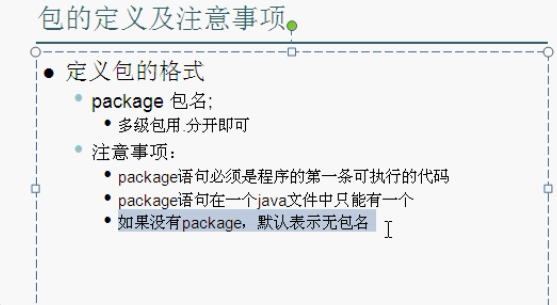 包的定义及注意事项
定义包的格式
package 包名;
多级包用.分开即可
注意事项：
package语句必须是程序的第一条可执行的代码
package语句在一个java文件中只能有一个
如果没有package，默认表示无包名